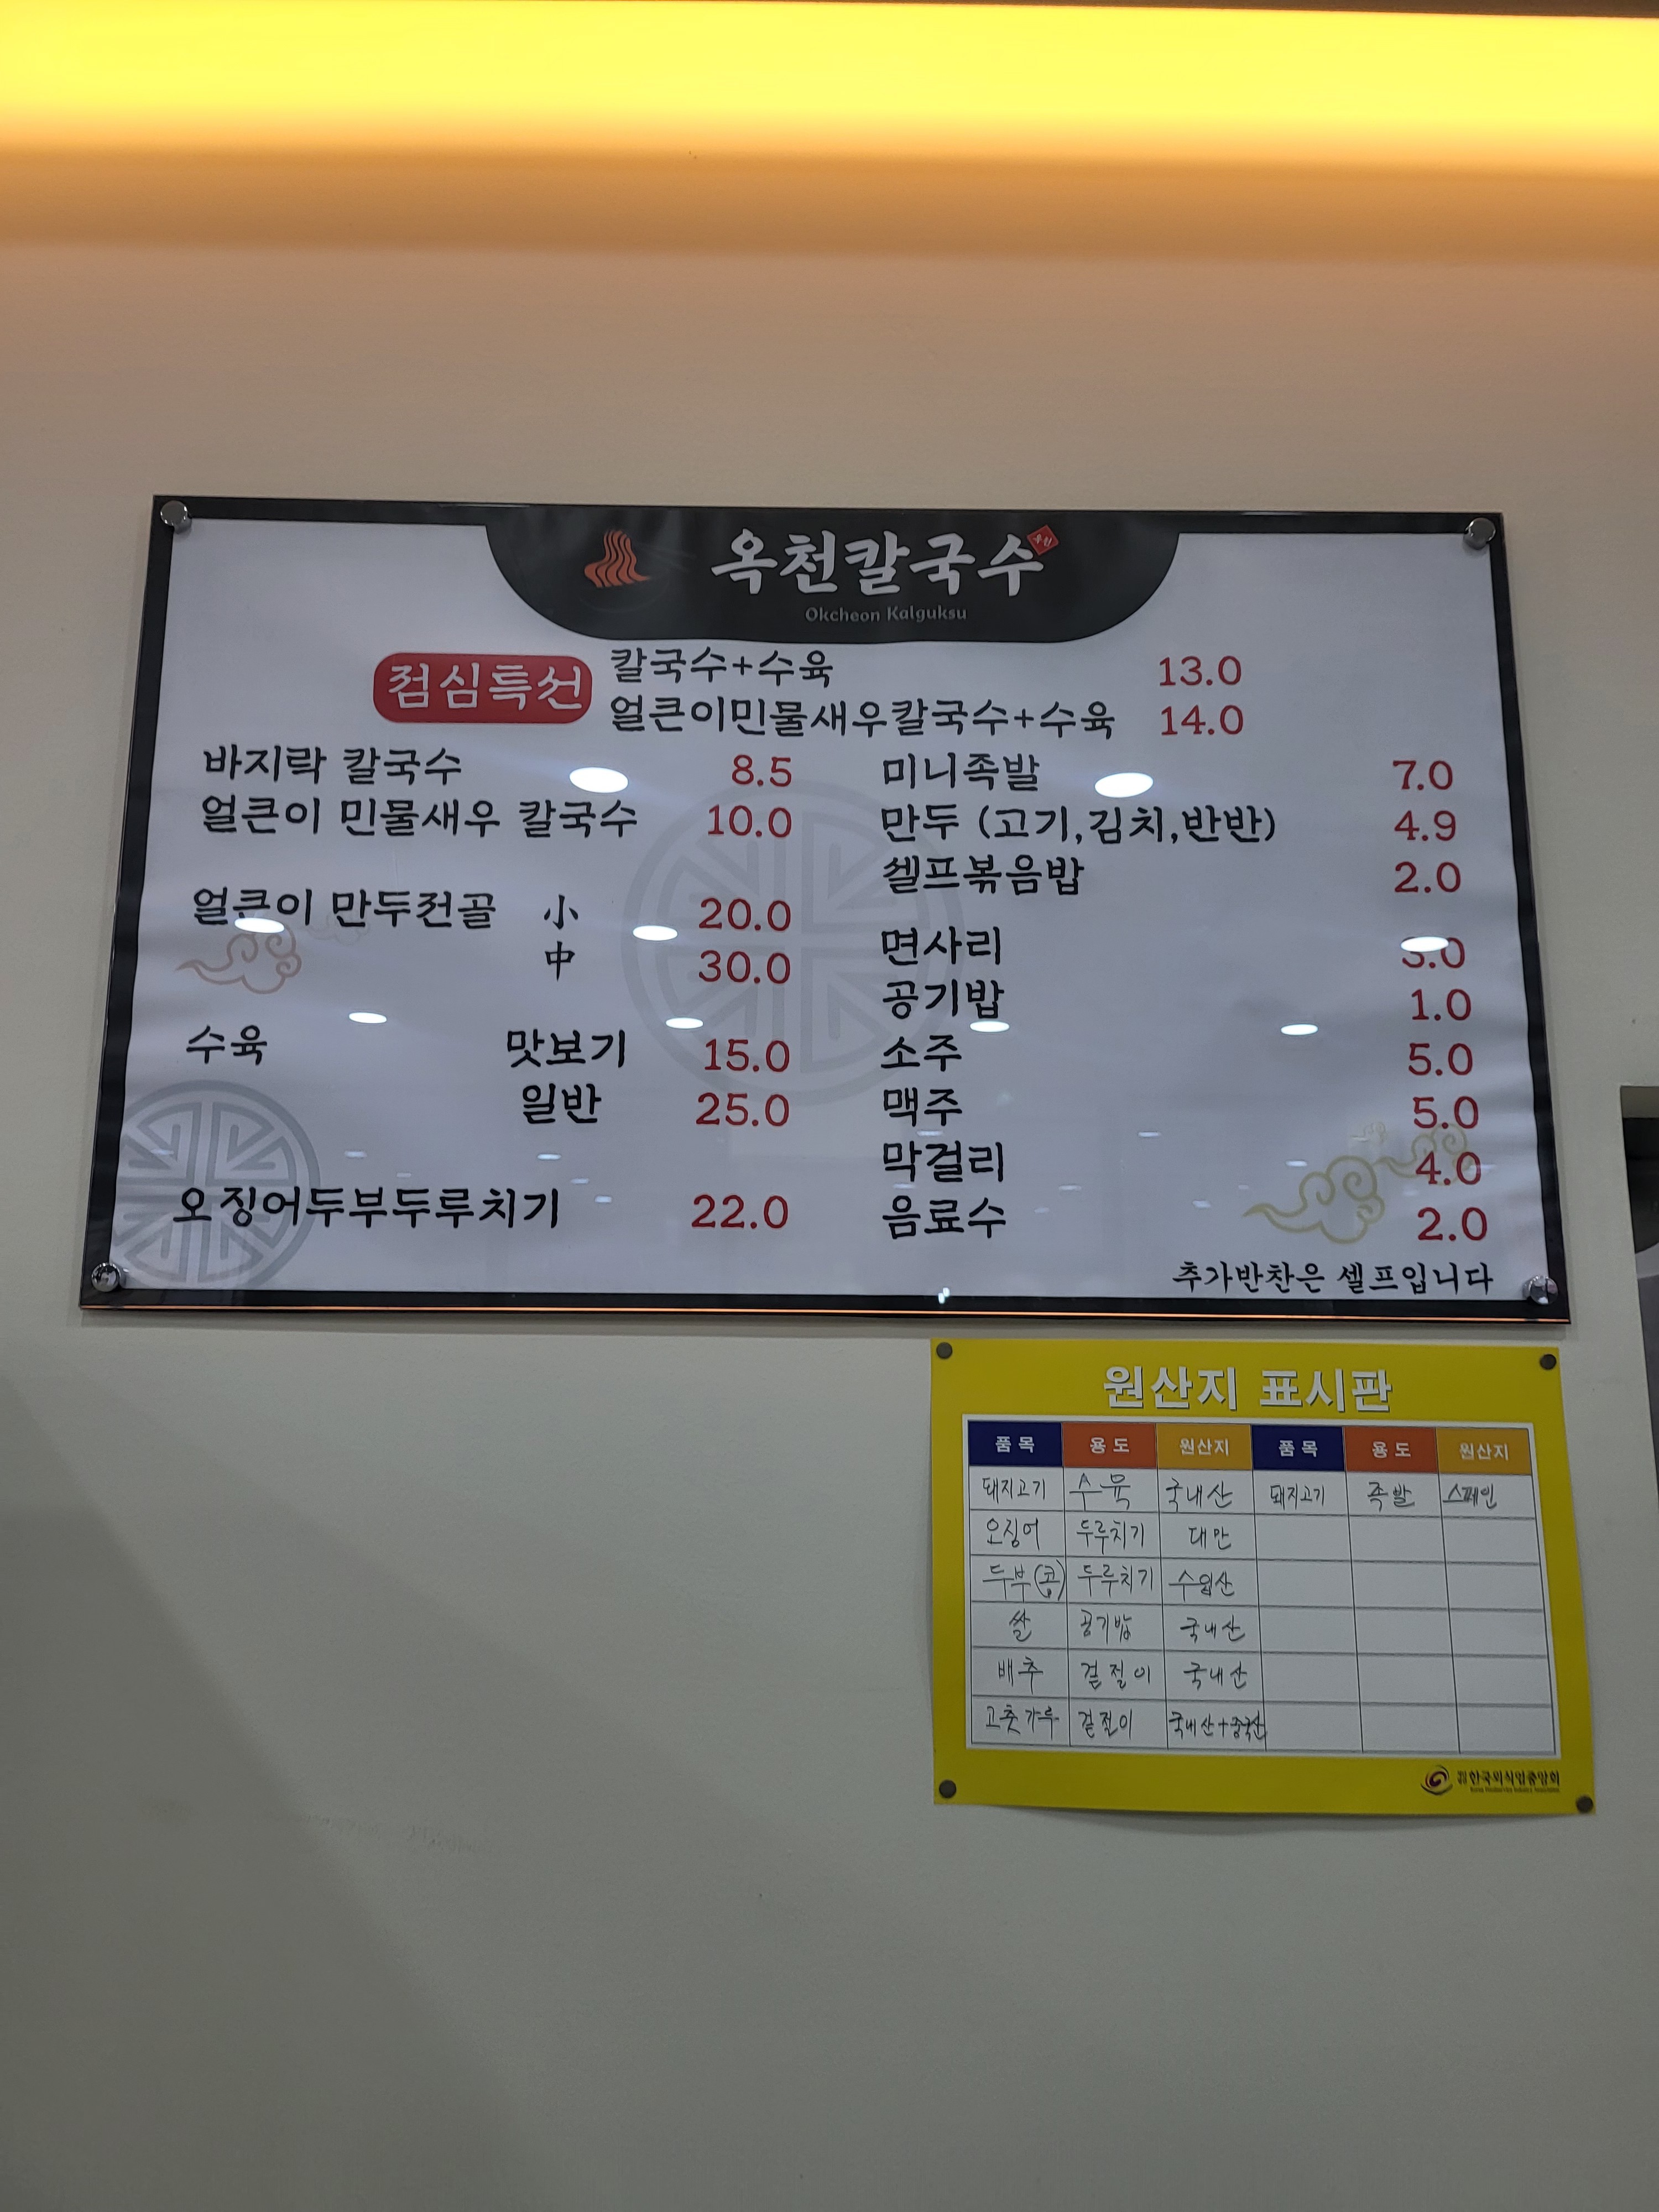 옥천칼국수
Okcheon Kalguksu
점심특선
칼국수+수육 13.0
얼큰이민물새우칼국수+수육 14.0
바지락 칼국수 8.5
얼큰이 민물새우 칼국수 10.0
얼큰이 만두전골 小 20.0
中 30.0
수육 맛보기 15.0
일반 25.0
오징어두부두루치기 22.0
미니족발 7.0
만두 (고기,김치,반반) 4.9
셀프볶음밥 2.0
면사리
공기밥 1.0
소주 5.0
맥주 5.0
막걸리 4.0
음료수 2.0
추가반찬은 셀프입니다
원산지 표시판
품목 용도 원산지 품목 용도 원산지
돼지고기 수육 국내산 돼지고기 족발 스페인
오징어 두루치기 대만
두부(콩) 두루치기 수입산
쌀 공기밥 국내산
배추 겉절이 국내산
고춧가루 겉절이 국내산+중국산
한국외식업중앙회